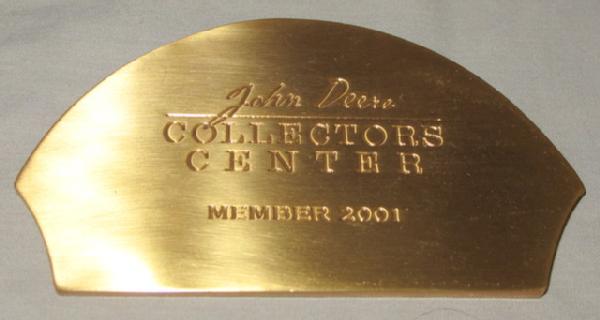 John Deere
COLLECTORS
CENTER
MEMBER 2001